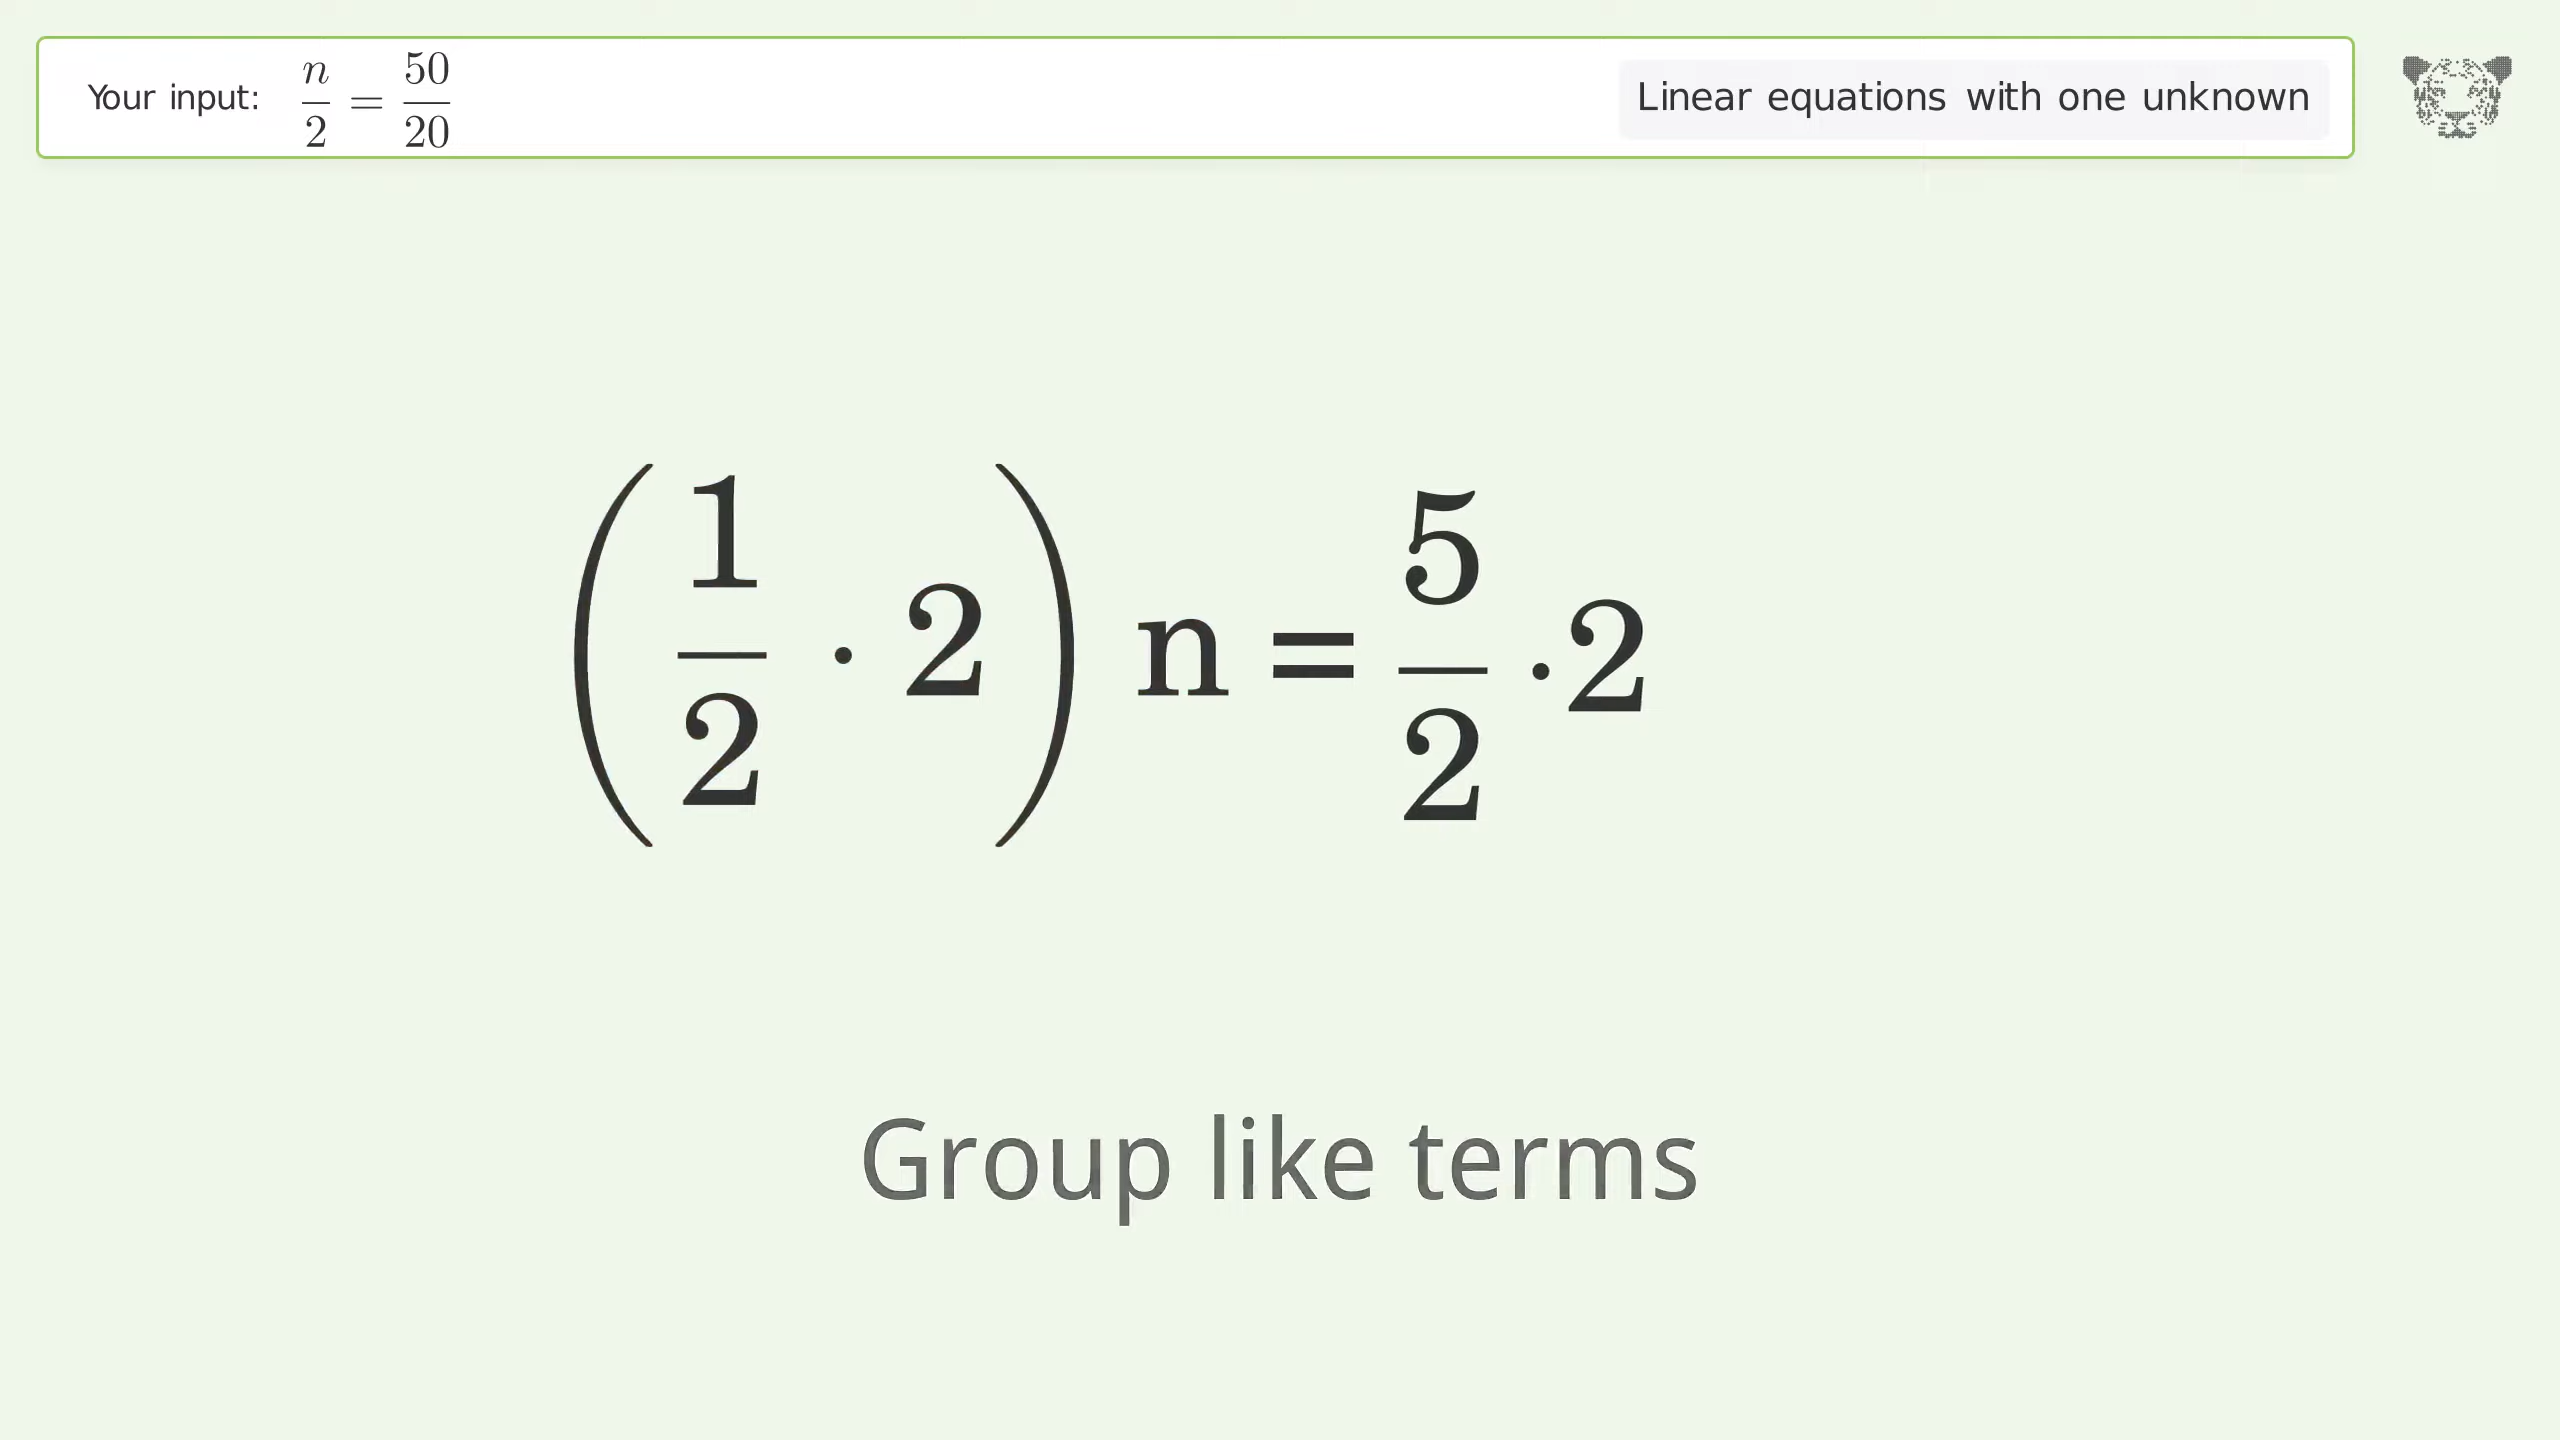 Your input: n/2 = 50/20
Linear equations with one unknown
(1/2 · 2) n = 5/2 · 2
Group like terms